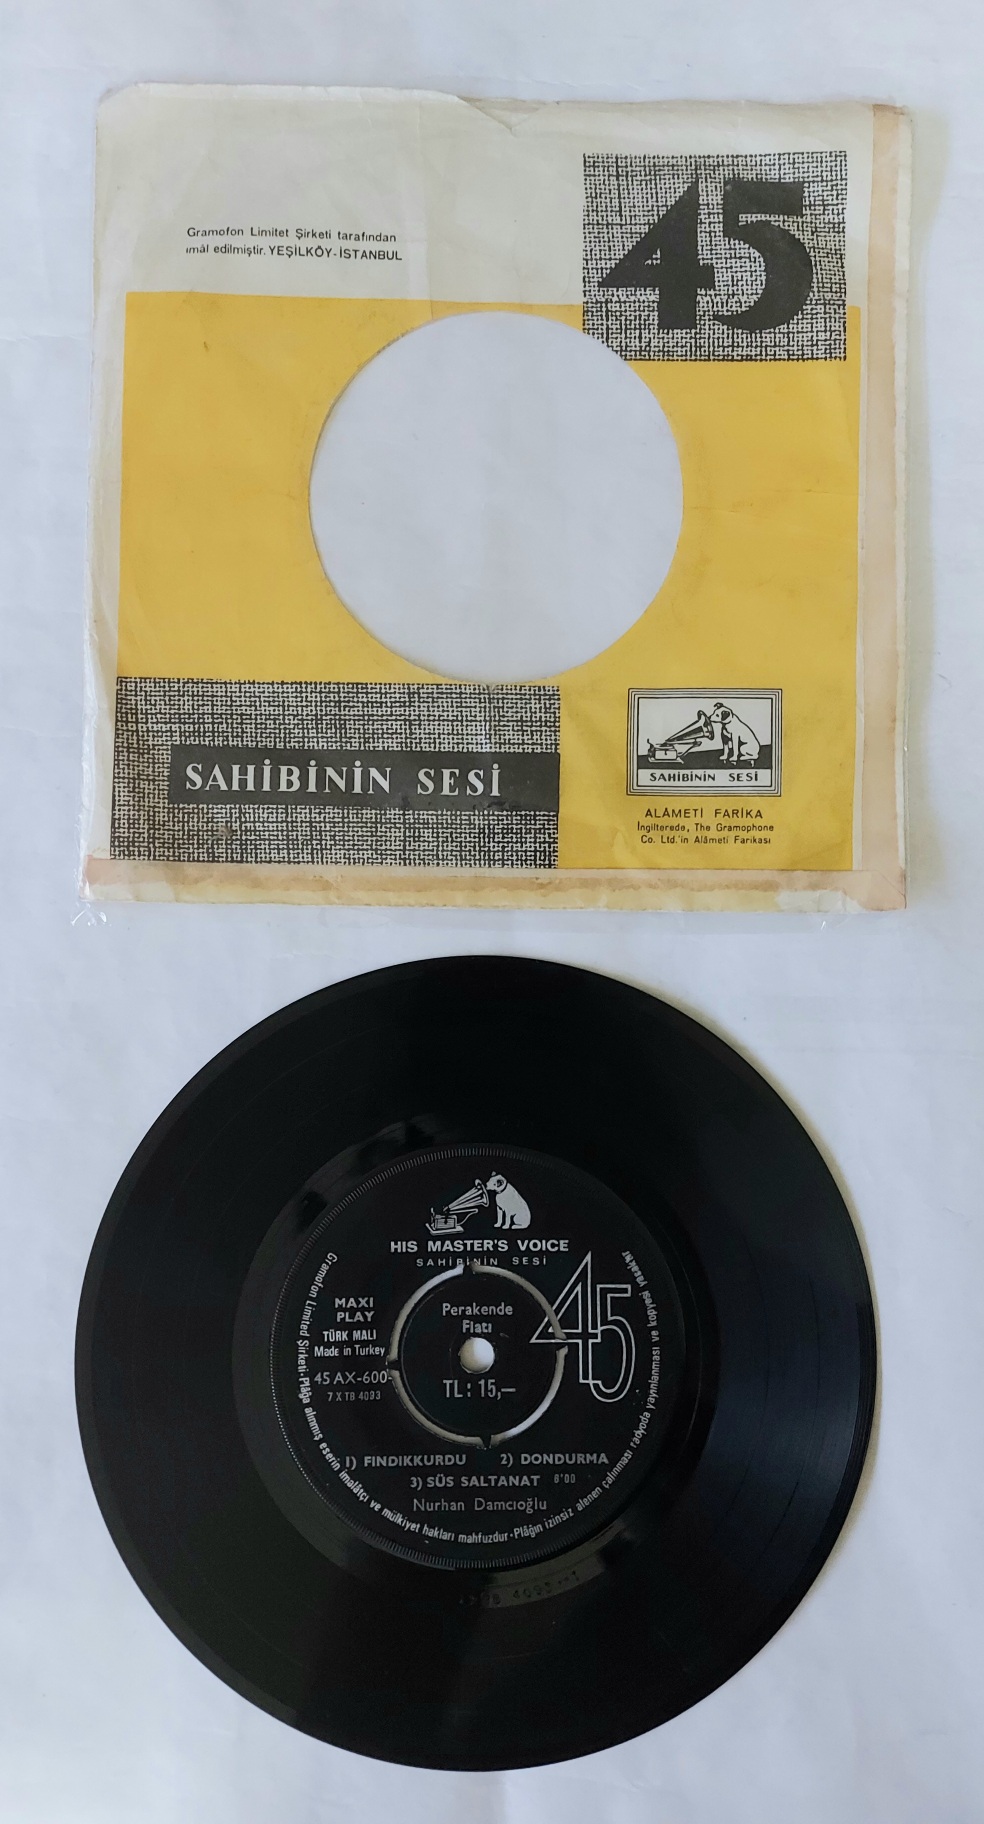 Gramofon Limitet Şirketi tarafından
imâl edilmiştir. YEŞİLKÖY-İSTANBUL
45
SAHİBİNİN SESİ
SAHİBİNİN SESİ
ALÂMETİ FARİKA
İngilterede, The Gramophone
Co. Ltd.'in Alâmeti Farikası
HIS MASTER'S VOICE
SAHİBİNİN SESİ
45
MAXI
PLAY
TÜRK MALI
Made in Turkey
45 AX-600
7 X TB 4093
Perakende
Fiatı
TL: 15,—
1) FINDIKKURDU 2) DONDURMA
3) SÜS SALTANAT 6'00
Nurhan Damcıoğlu
Gramofon Limited Şirketi-Plâğa alınmış eserin imalâtçı ve mülkiyet hakları mahfuzdur-Plâğın izinsiz alenen çalınması radyoda yayınlanması ve kopyesi yasaktır